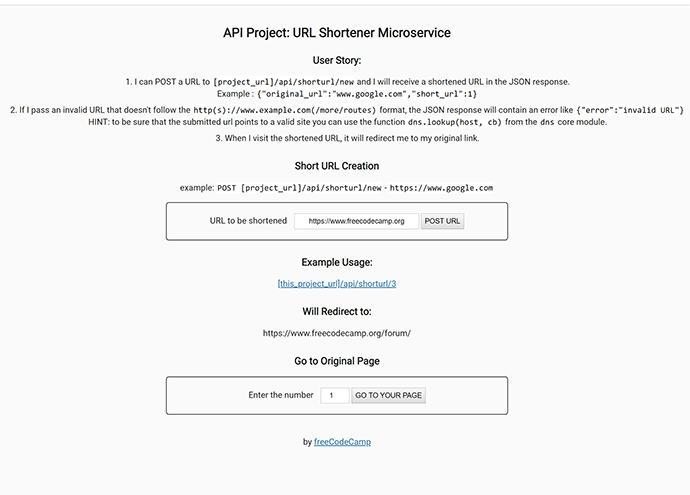 API Project: URL Shortener Microservice
User Story:
1. I can POST a URL to [project_url]/api/shorturl/new and I will receive a shortened URL in the JSON response.
Example : {"original_url":"www.google.com","short_url":1}
2. If I pass an invalid URL that doesn't follow the http(s)://www.example.com(/more/routes) format, the JSON response will contain an error like {"error":"invalid URL"}
HINT: to be sure that the submitted url points to a valid site you can use the function dns.lookup(host, cb) from the dns core module.
3. When I visit the shortened URL, it will redirect me to my original link.
Short URL Creation
example: POST [project_url]/api/shorturl/new - https://www.google.com
URL to be shortened https://www.freecodecamp.org POST URL
Example Usage:
[this_project_url]/api/shorturl/3
Will Redirect to:
https://www.freecodecamp.org/forum/
Go to Original Page
Enter the number 1 GO TO YOUR PAGE
by freeCodeCamp